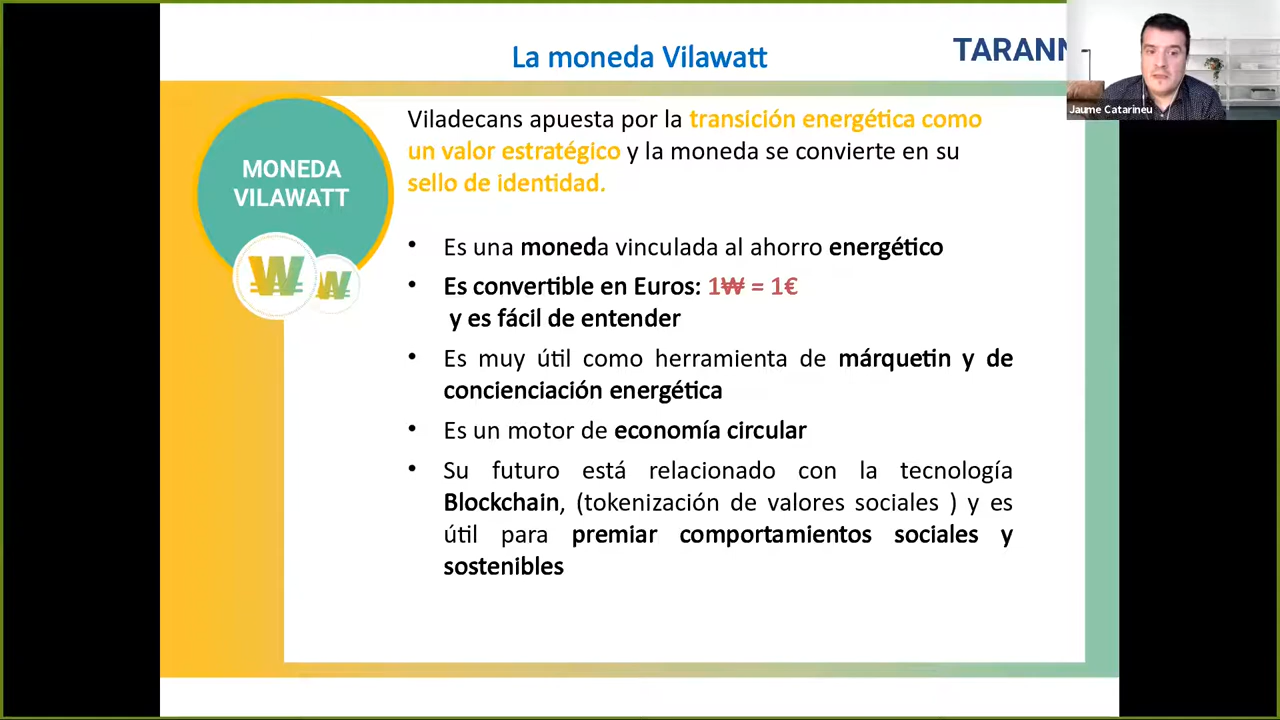 La moneda Vilawatt
TARANN
Jaume Catarineu
MONEDA
VILAWATT
Viladecans apuesta por la transición energética como
un valor estratégico y la moneda se convierte en su
sello de identidad.
• Es una moneda vinculada al ahorro energético
• Es convertible en Euros: 1₩ = 1€
y es fácil de entender
• Es muy útil como herramienta de márquetin y de
concienciación energética
• Es un motor de economía circular
• Su futuro está relacionado con la tecnología
Blockchain, (tokenización de valores sociales ) y es
útil para premiar comportamientos sociales y
sostenibles